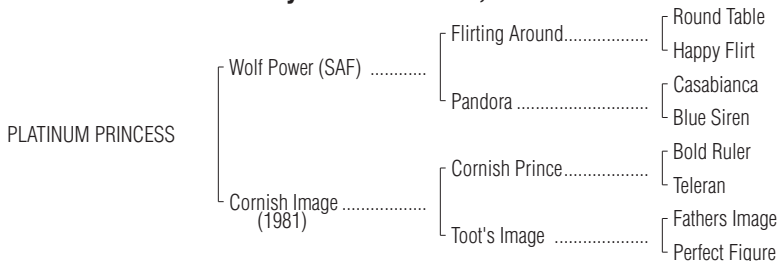 Round Table
Flirting Around....................
Happy Flirt
Wolf Power (SAF) ............
Casabianca
Pandora ................................
Blue Siren
PLATINUM PRINCESS
Bold Ruler
Cornish Prince....................
Teleran
Cornish Image ..................
(1981)
Fathers Image
Toot's Image ......................
Perfect Figure